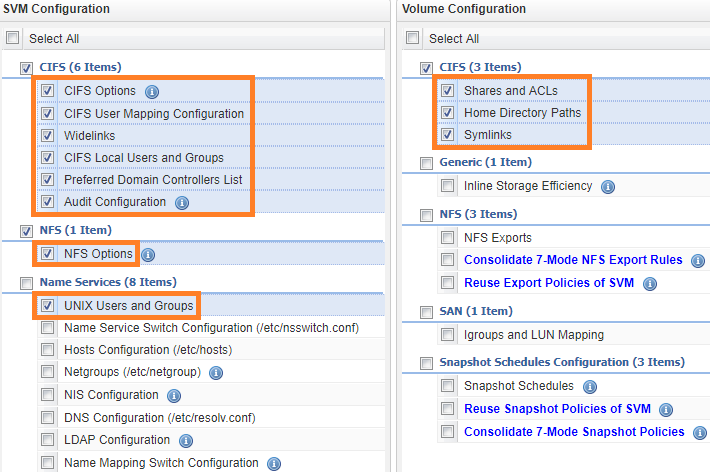 SVM Configuration
Select All
CIFS (6 Items)
CIFS Options
CIFS User Mapping Configuration
Widelinks
CIFS Local Users and Groups
Preferred Domain Controllers List
Audit Configuration
NFS (1 Item)
NFS Options
Name Services (8 Items)
UNIX Users and Groups
Name Service Switch Configuration (/etc/nsswitch.conf)
Hosts Configuration (/etc/hosts)
Netgroups (/etc/netgroup)
NIS Configuration
DNS Configuration (/etc/resolv.conf)
LDAP Configuration
Name Mapping Switch Configuration
Volume Configuration
Select All
CIFS (3 Items)
Shares and ACLs
Home Directory Paths
Symlinks
Generic (1 Item)
Inline Storage Efficiency
NFS (3 Items)
NFS Exports
Consolidate 7-Mode NFS Export Rules
Reuse Export Policies of SVM
SAN (1 Item)
Igroups and LUN Mapping
Snapshot Schedules Configuration (3 Items)
Snapshot Schedules
Reuse Snapshot Policies of SVM
Consolidate 7-Mode Snapshot Policies